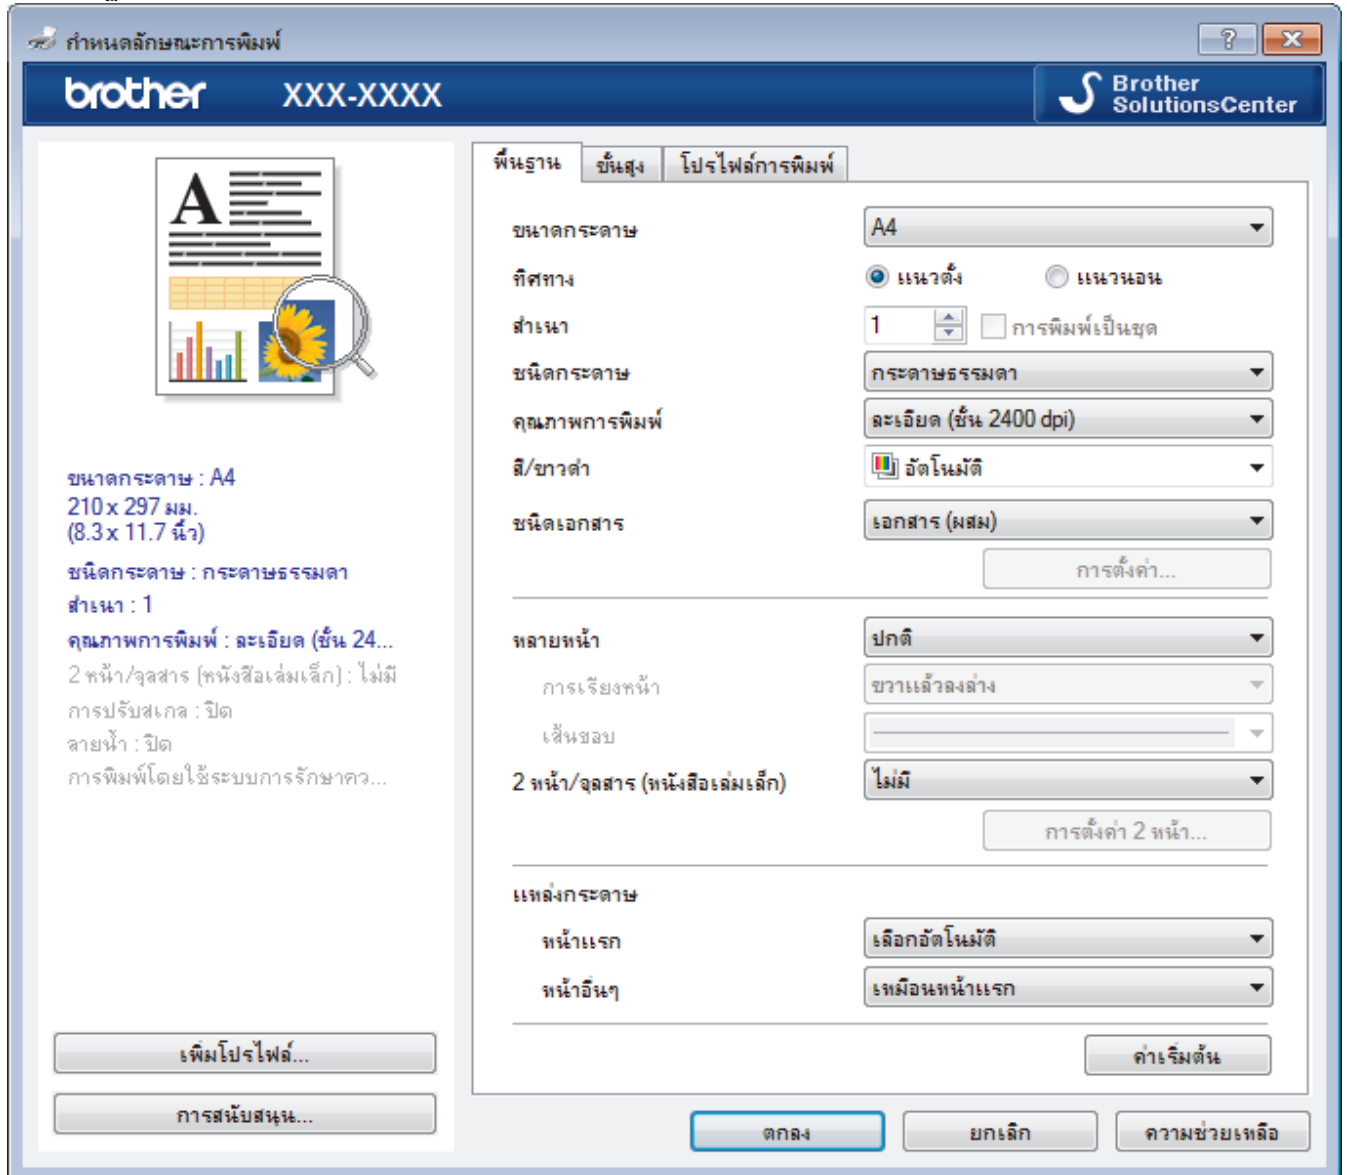 กำหนดลักษณะการพิมพ์
brother XXX-XXXX
Brother
SolutionsCenter
A
ขนาดกระดาษ : A4
210 x 297 มม.
(8.3 x 11.7 นิ้ว)
ชนิดกระดาษ : กระดาษธรรมดา
สำเนา : 1
คุณภาพการพิมพ์ : ละเอียด (ชั้น 24...
2 หน้า/จุลสาร (หนังสือเล่มเล็ก) : ไม่มี
การปรับสเกล : ปิด
ลายน้ำ : ปิด
การพิมพ์โดยใช้ระบบการรักษาคว...
เพิ่มโปรไฟล์...
การสนับสนุน...
พื้นฐาน ขั้นสูง โปรไฟล์การพิมพ์
ขนาดกระดาษ A4
ทิศทาง แนวตั้ง แนวนอน
สำเนา 1 การพิมพ์เป็นชุด
ชนิดกระดาษ กระดาษธรรมดา
คุณภาพการพิมพ์ ละเอียด (ชั้น 2400 dpi)
สี/ขาวดำ อัตโนมัติ
ชนิดเอกสาร เอกสาร (ผสม)
การตั้งค่า...
หลายหน้า ปกติ
การเรียงหน้า ขวาแล้วลงล่าง
เส้นขอบ
2 หน้า/จุลสาร (หนังสือเล่มเล็ก) ไม่มี
การตั้งค่า 2 หน้า...
แหล่งกระดาษ
หน้าแรก เลือกอัตโนมัติ
หน้าอื่นๆ เหมือนหน้าแรก
ค่าเริ่มต้น
ตกลง ยกเลิก ความช่วยเหลือ